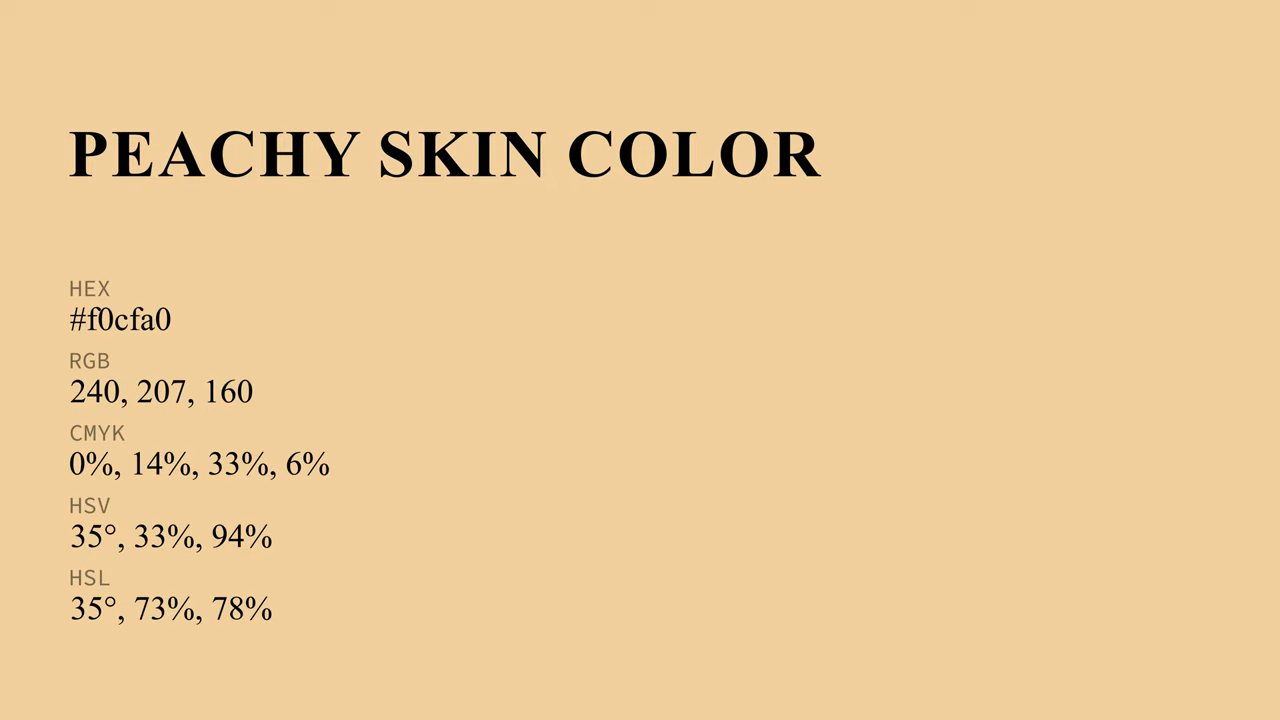 PEACHY SKIN COLOR
HEX
#f0cfa0
RGB
240, 207, 160
CMYK
0%, 14%, 33%, 6%
HSV
35°, 33%, 94%
HSL
35°, 73%, 78%